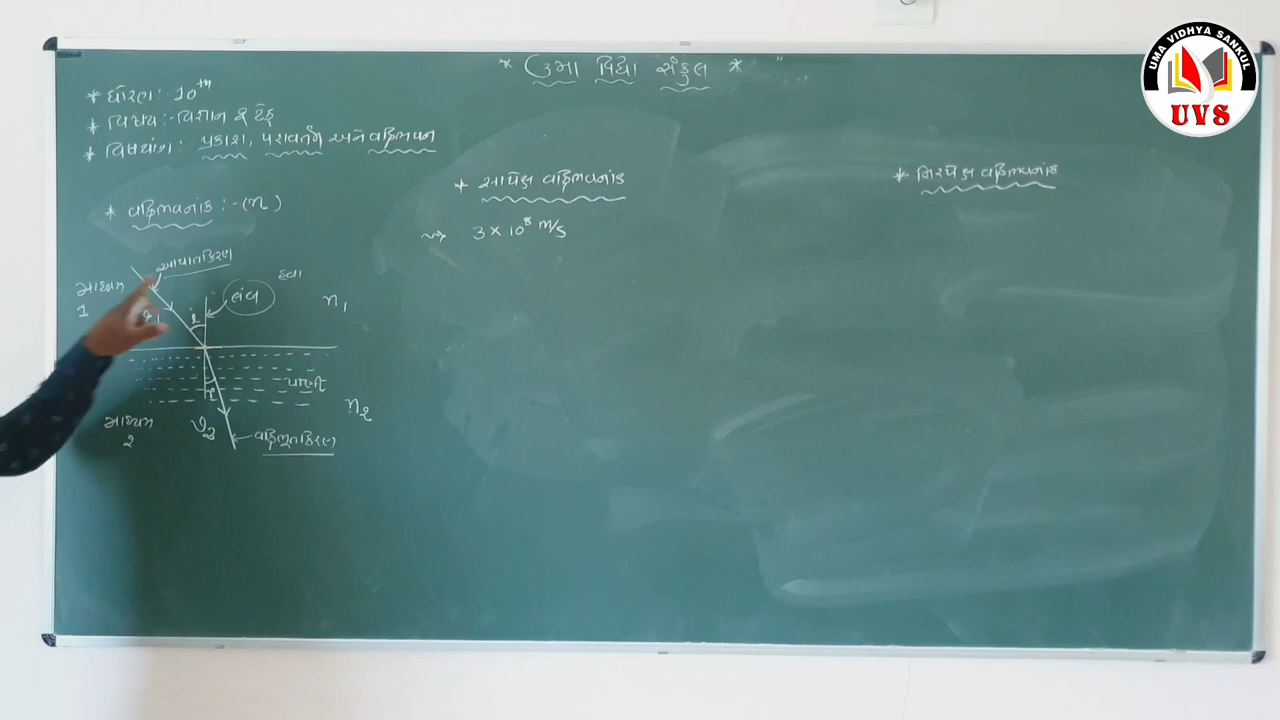 * ઉમા વિદ્યા સંકુલ *
* ધોરણ :- 10th
* વિષય :- વિજ્ઞાન & ટેક
* વિષયાંગ :- પ્રકાશ, પરાવર્તન અને વક્રિભવન
* વક્રિભવનાંક :- (n)
* સાપેક્ષ વક્રિભવનાંક
* નિરપેક્ષ વક્રિભવનાંક
3 × 10⁸ m/s
આપાતકિરણ
માધ્યમ 1
હવા
લંબ
i
n₁
r
પાણી
n₂
માધ્યમ 2
v₂
વક્રિભૂતકિરણ
UMA VIDHYA SANKUL
UVS